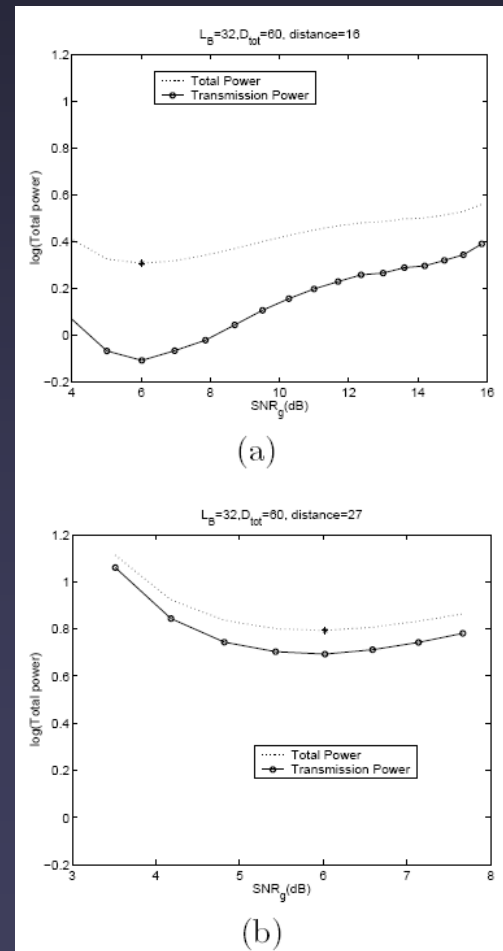 L_B=32,D_tot=60, distance=16
1.2
1
0.8
0.6
0.4
0.2
0
−0.2
log(Total power)
Total Power
Transmission Power
4 6 8 10 12 14 16
SNR_g(dB)
(a)
L_B=32,D_tot=60, distance=27
1.2
1
0.8
0.6
0.4
0.2
0
−0.2
log(Total power)
Total Power
Transmission Power
3 4 5 6 7 8
SNR_g(dB)
(b)